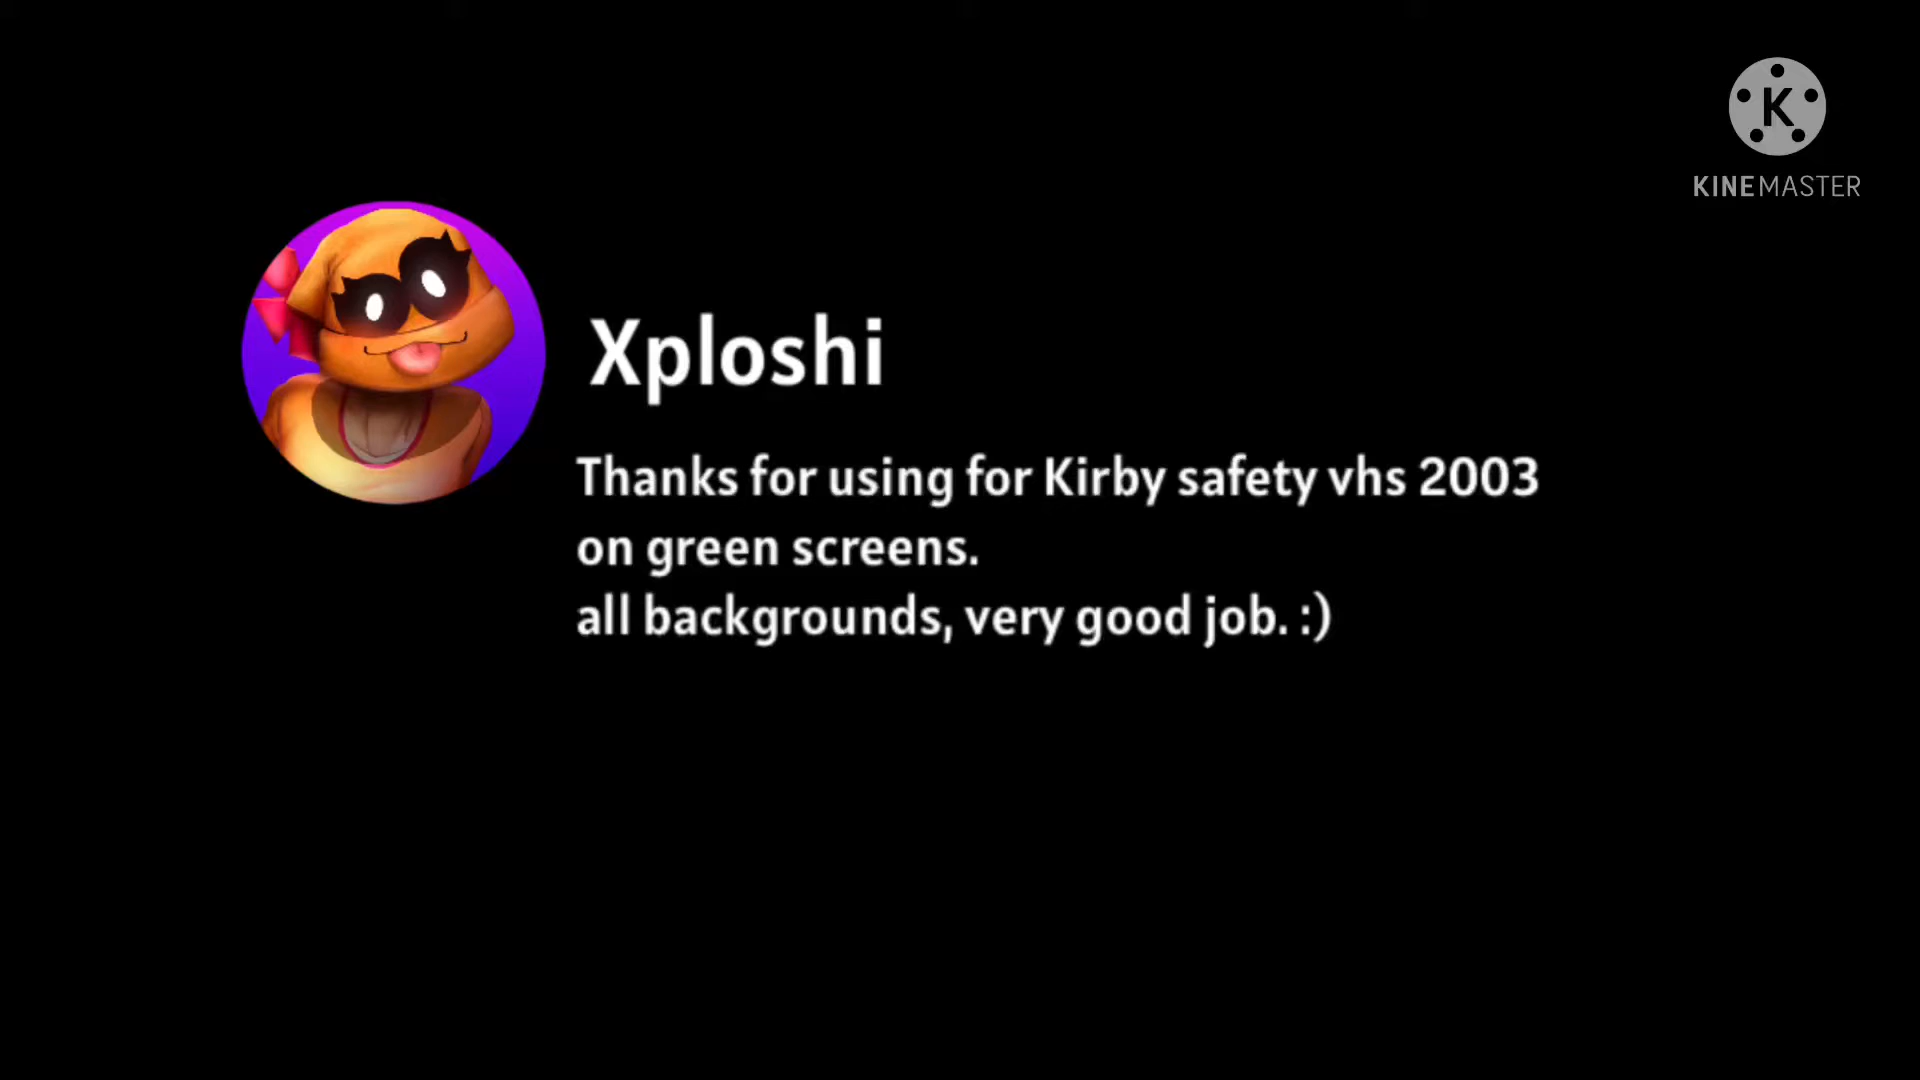 K
KINEMASTER
Xploshi
Thanks for using for Kirby safety vhs 2003
on green screens.
all backgrounds, very good job. :)